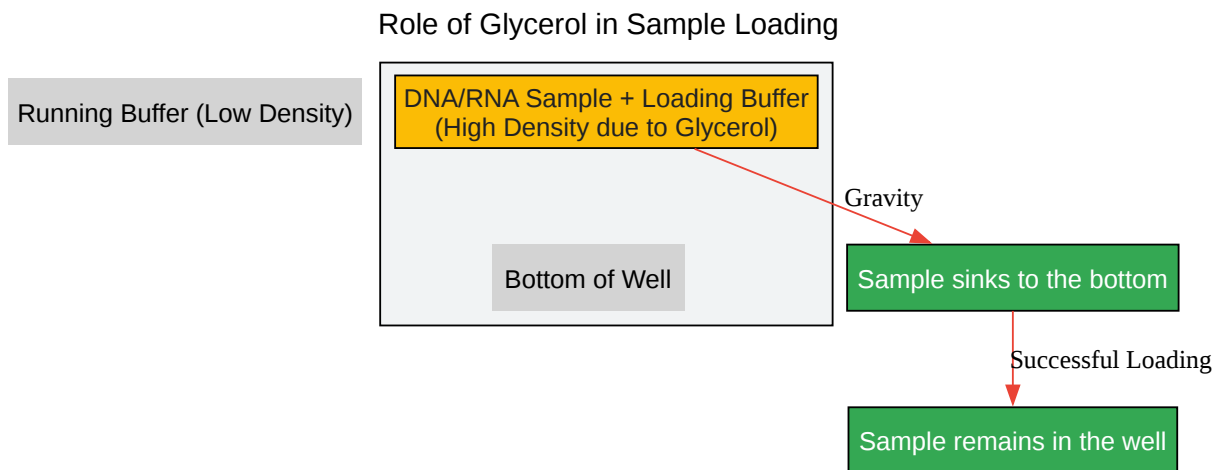 Role of Glycerol in Sample Loading
Running Buffer (Low Density)
DNA/RNA Sample + Loading Buffer
(High Density due to Glycerol)
Gravity
Bottom of Well
Sample sinks to the bottom
Successful Loading
Sample remains in the well